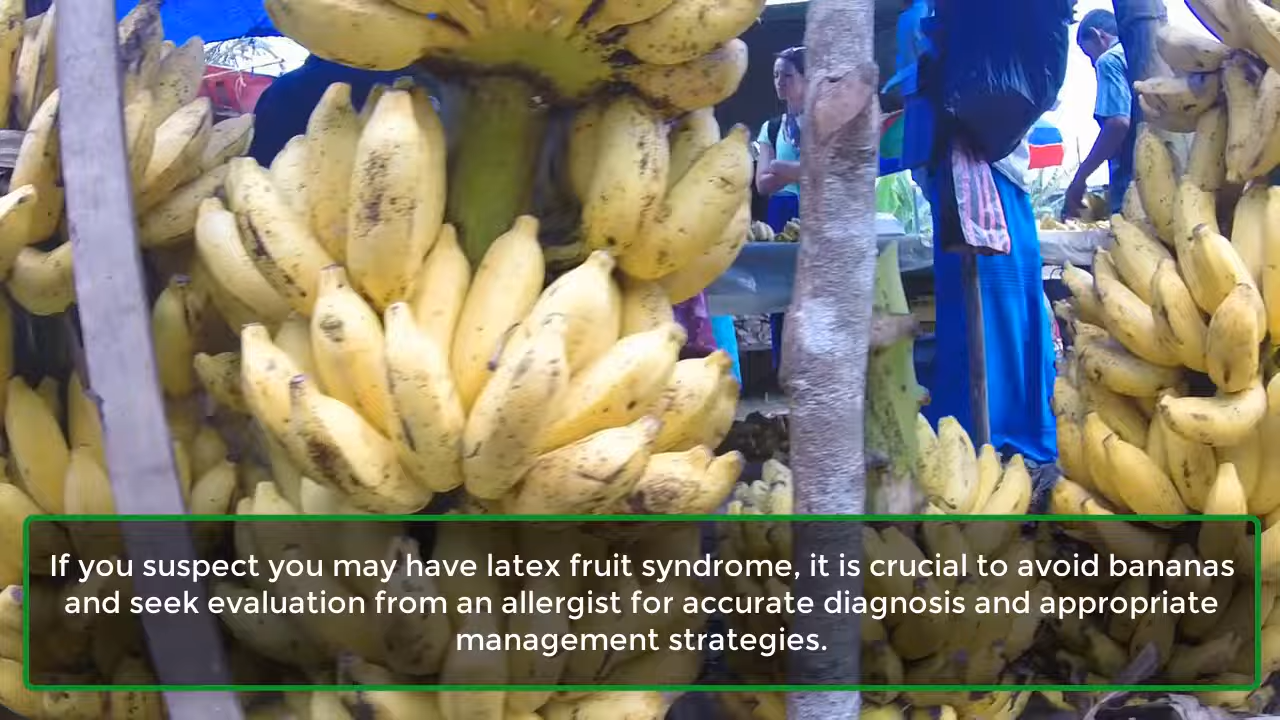 If you suspect you may have latex fruit syndrome, it is crucial to avoid bananas
and seek evaluation from an allergist for accurate diagnosis and appropriate
management strategies.